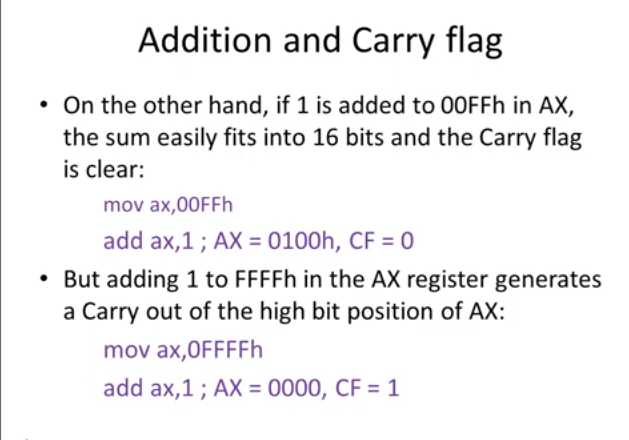 Addition and Carry flag
• On the other hand, if 1 is added to 00FFh in AX,
the sum easily fits into 16 bits and the Carry flag
is clear:
mov ax,00FFh
add ax,1 ; AX = 0100h, CF = 0
• But adding 1 to FFFFh in the AX register generates
a Carry out of the high bit position of AX:
mov ax,0FFFFh
add ax,1 ; AX = 0000, CF = 1